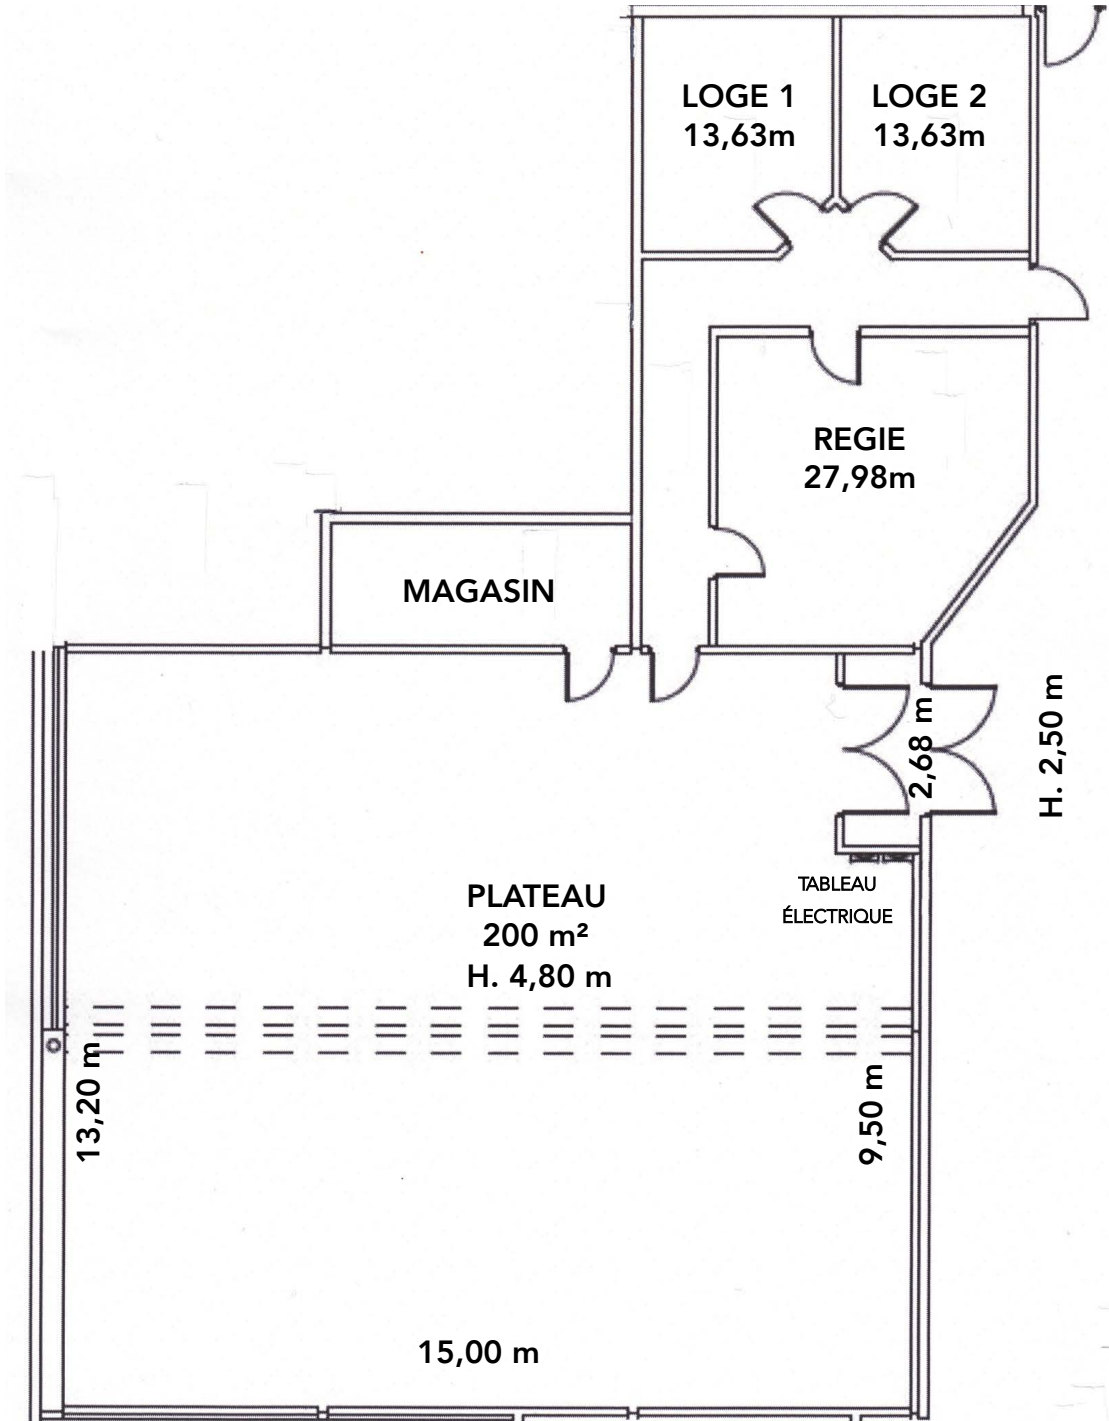 LOGE 1
13,63m
LOGE 2
13,63m
REGIE
27,98m
MAGASIN
2,68 m
H. 2,50 m
TABLEAU
ÉLECTRIQUE
PLATEAU
200 m²
H. 4,80 m
13,20 m
9,50 m
15,00 m